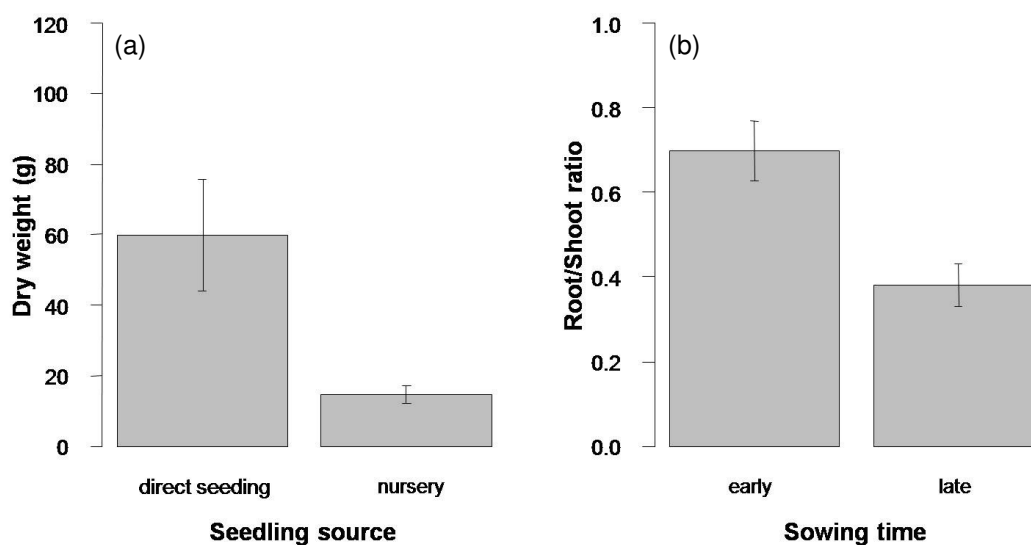 (a)
Dry weight (g)
120
100
80
60
40
20
0
direct seeding
nursery
Seedling source
(b)
Root/Shoot ratio
1.0
0.8
0.6
0.4
0.2
0.0
early
late
Sowing time